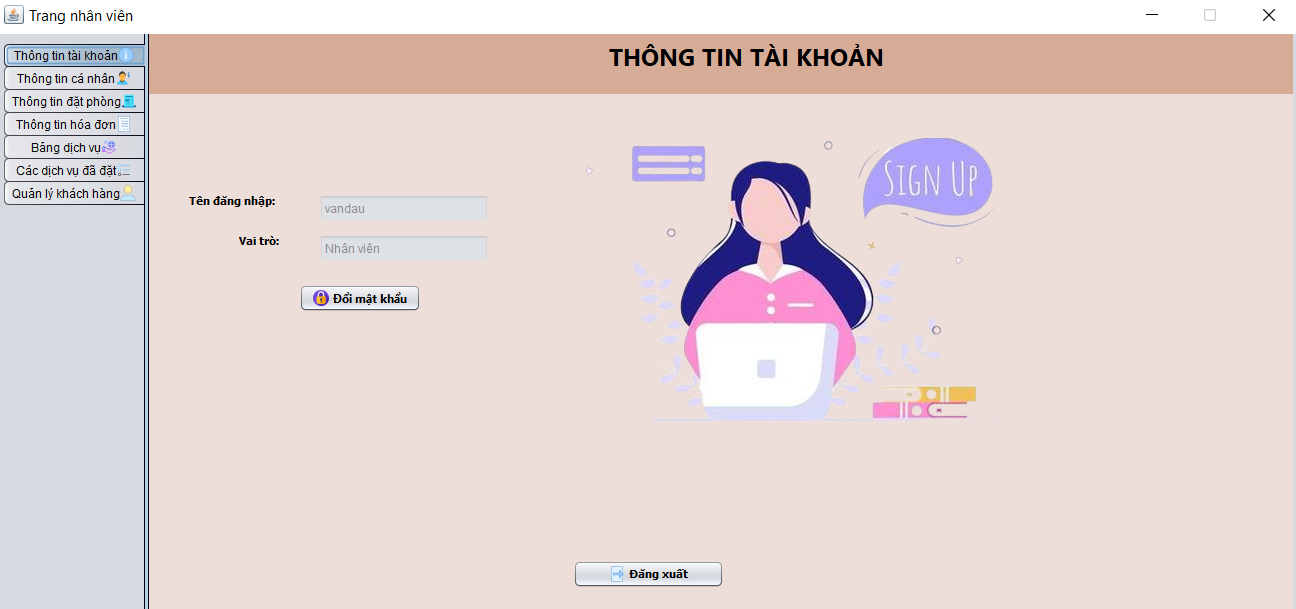 Trang nhân viên
Thông tin tài khoản
Thông tin cá nhân
Thông tin đặt phòng
Thông tin hóa đơn
Bảng dịch vụ
Các dịch vụ đã đặt
Quản lý khách hàng
THÔNG TIN TÀI KHOẢN
SIGN UP
Tên đăng nhập:
vandau
Vai trò:
Nhân viên
Đổi mật khẩu
Đăng xuất